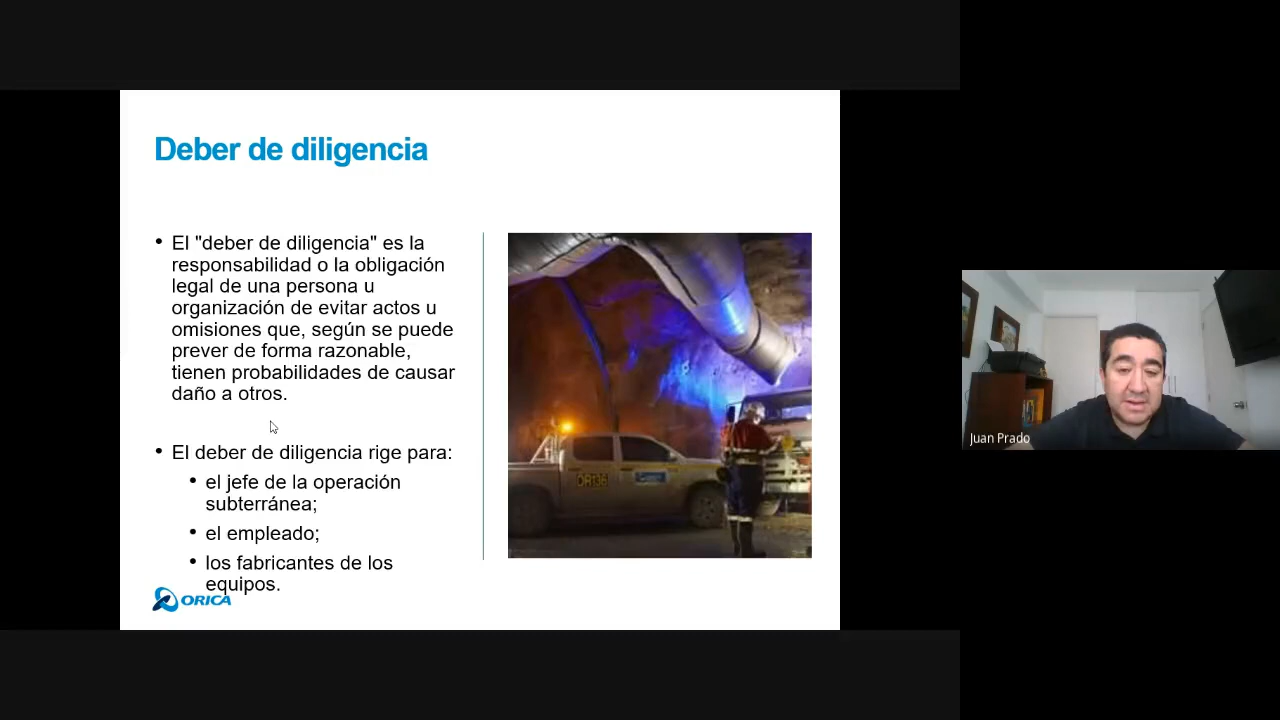 Deber de diligencia
• El "deber de diligencia" es la
responsabilidad o la obligación
legal de una persona u
organización de evitar actos u
omisiones que, según se puede
prever de forma razonable,
tienen probabilidades de causar
daño a otros.
• El deber de diligencia rige para:
• el jefe de la operación
subterránea;
• el empleado;
• los fabricantes de los
equipos.
ORICA
OR136
Juan Prado